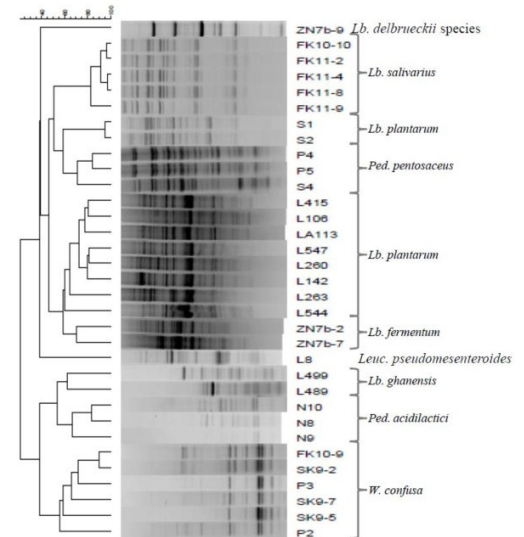 100
ZN7b-9 Lb. delbrueckii species
FK10-10
FK11-2
FK11-4 Lb. salivarius
FK11-8
FK11-9
S1
S2 Lb. plantarum
P4
P5 Ped. pentosaceus
S4
L415
L106
LA113
L547 Lb. plantarum
L260
L142
L263
L544
ZN7b-2 Lb. fermentum
ZN7b-7
L8 Leuc. pseudomesenteroides
L499 Lb. ghanensis
L489
N10 Ped. acidilactici
N8
N9
FK10-9
SK9-2
P3 W. confusa
SK9-7
SK9-5
P2